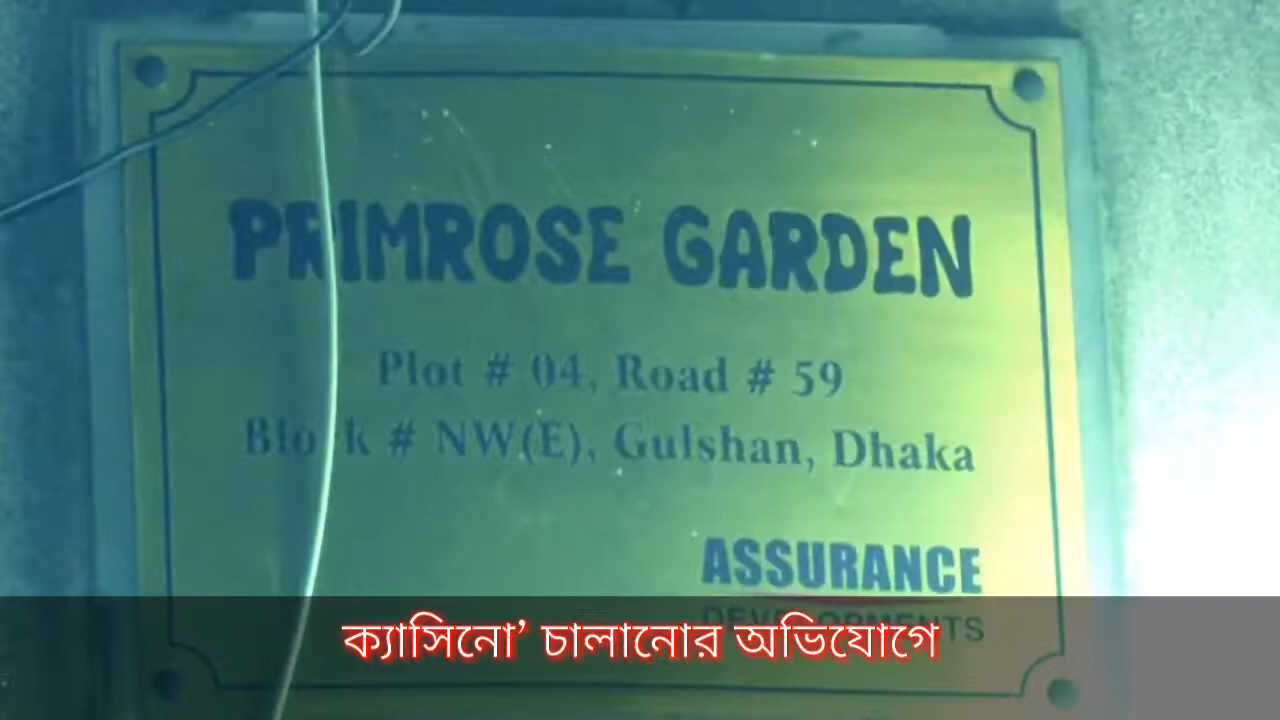 PRIMROSE GARDEN
Plot # 04, Road # 59
Block # NW(E), Gulshan, Dhaka
ASSURANCE
DEVELOPMENTS
ক্যাসিনো’ চালানোর অভিযোগে